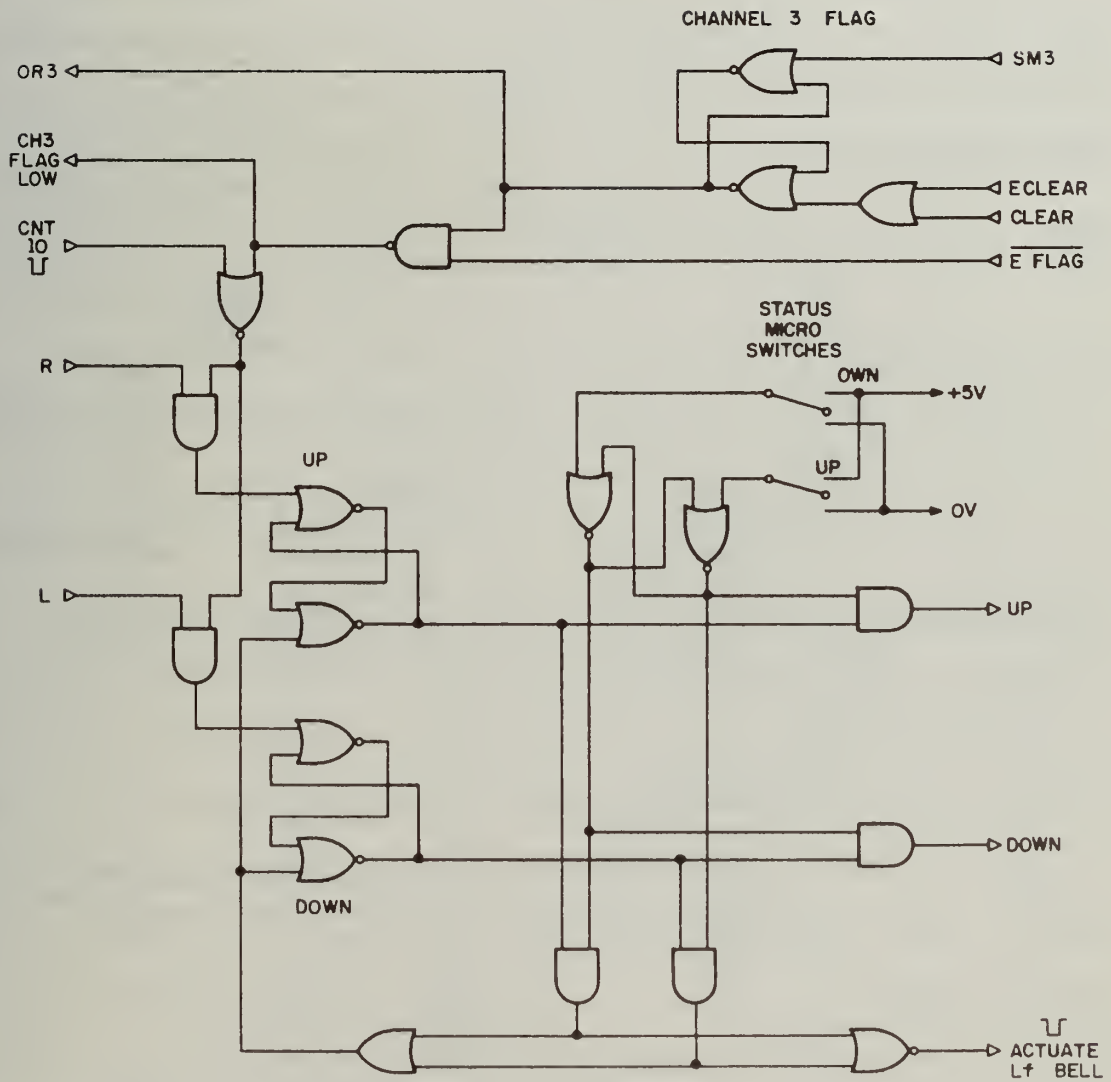 CHANNEL 3 FLAG
OR3
SM3
CH3
FLAG
LOW
E CLEAR
CLEAR
CNT
10
E FLAG
STATUS
MICRO
SWITCHES
R
OWN
+5V
UP
UP
0V
L
UP
DOWN
DOWN
ACTUATE
Lf BELL